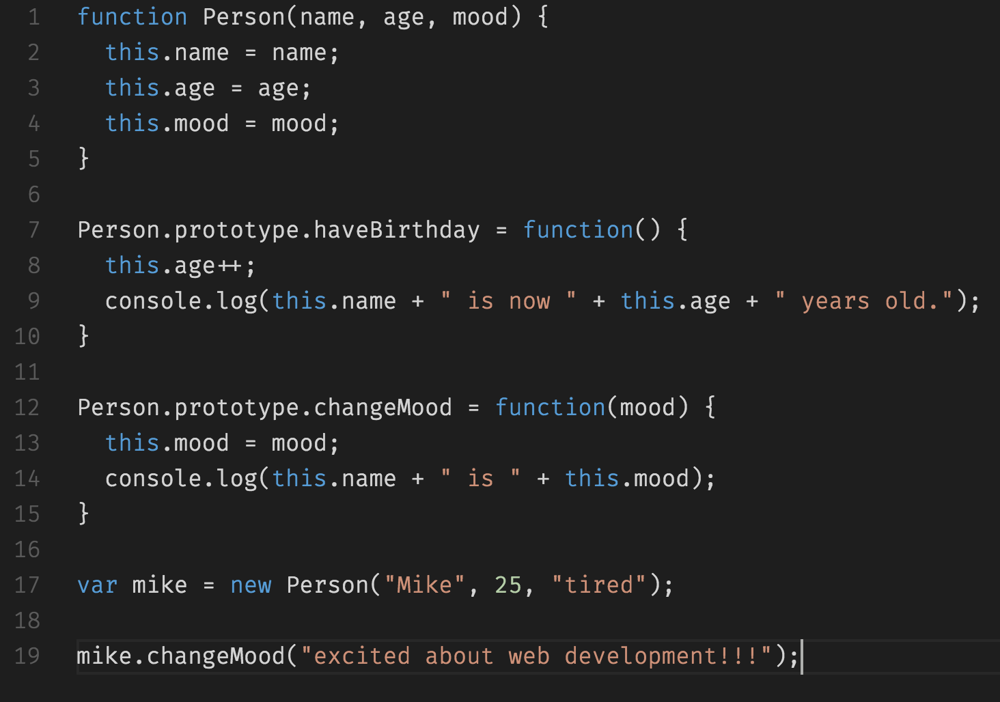 1 function Person(name, age, mood) {
2   this.name = name;
3   this.age = age;
4   this.mood = mood;
5 }
6
7 Person.prototype.haveBirthday = function() {
8   this.age++;
9   console.log(this.name + " is now " + this.age + " years old.");
10 }
11
12 Person.prototype.changeMood = function(mood) {
13   this.mood = mood;
14   console.log(this.name + " is " + this.mood);
15 }
16
17 var mike = new Person("Mike", 25, "tired");
18
19 mike.changeMood("excited about web development!!!");